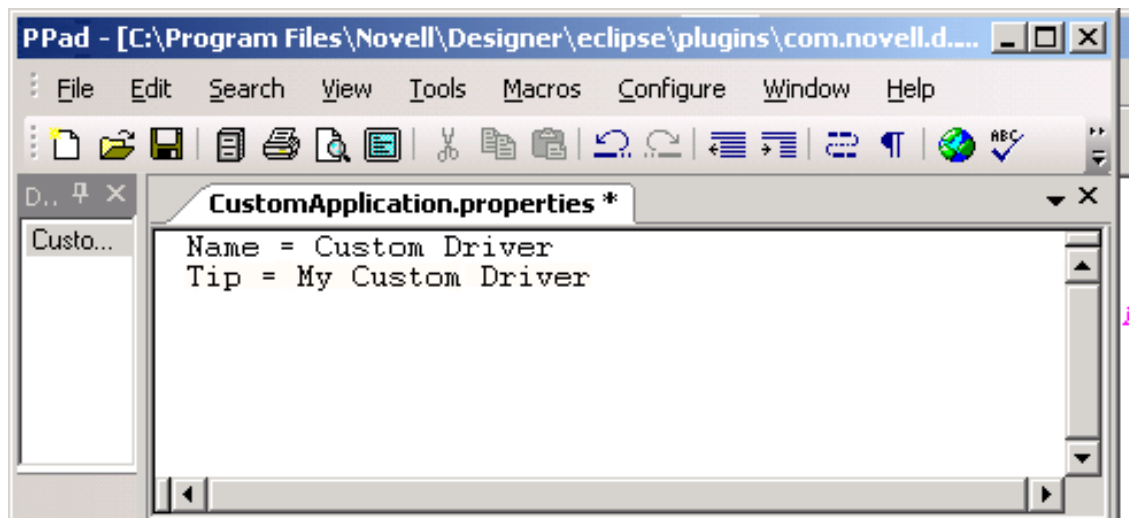 PPad - [C:\Program Files\Novell\Designer\eclipse\plugins\com.novell.d.....
File Edit Search View Tools Macros Configure Window Help
ABC
D..
CustomApplication.properties *
Custo...
Name = Custom Driver
Tip = My Custom Driver